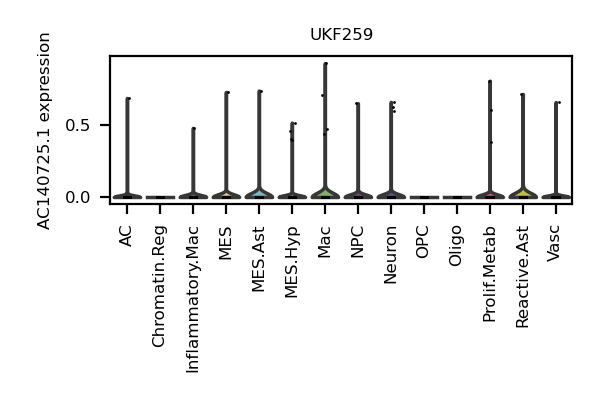 UKF259
AC140725.1 expression
0.5
0.0
AC
Chromatin.Reg
Inflammatory.Mac
MES
MES.Ast
MES.Hyp
Mac
NPC
Neuron
OPC
Oligo
Prolif.Metab
Reactive.Ast
Vasc